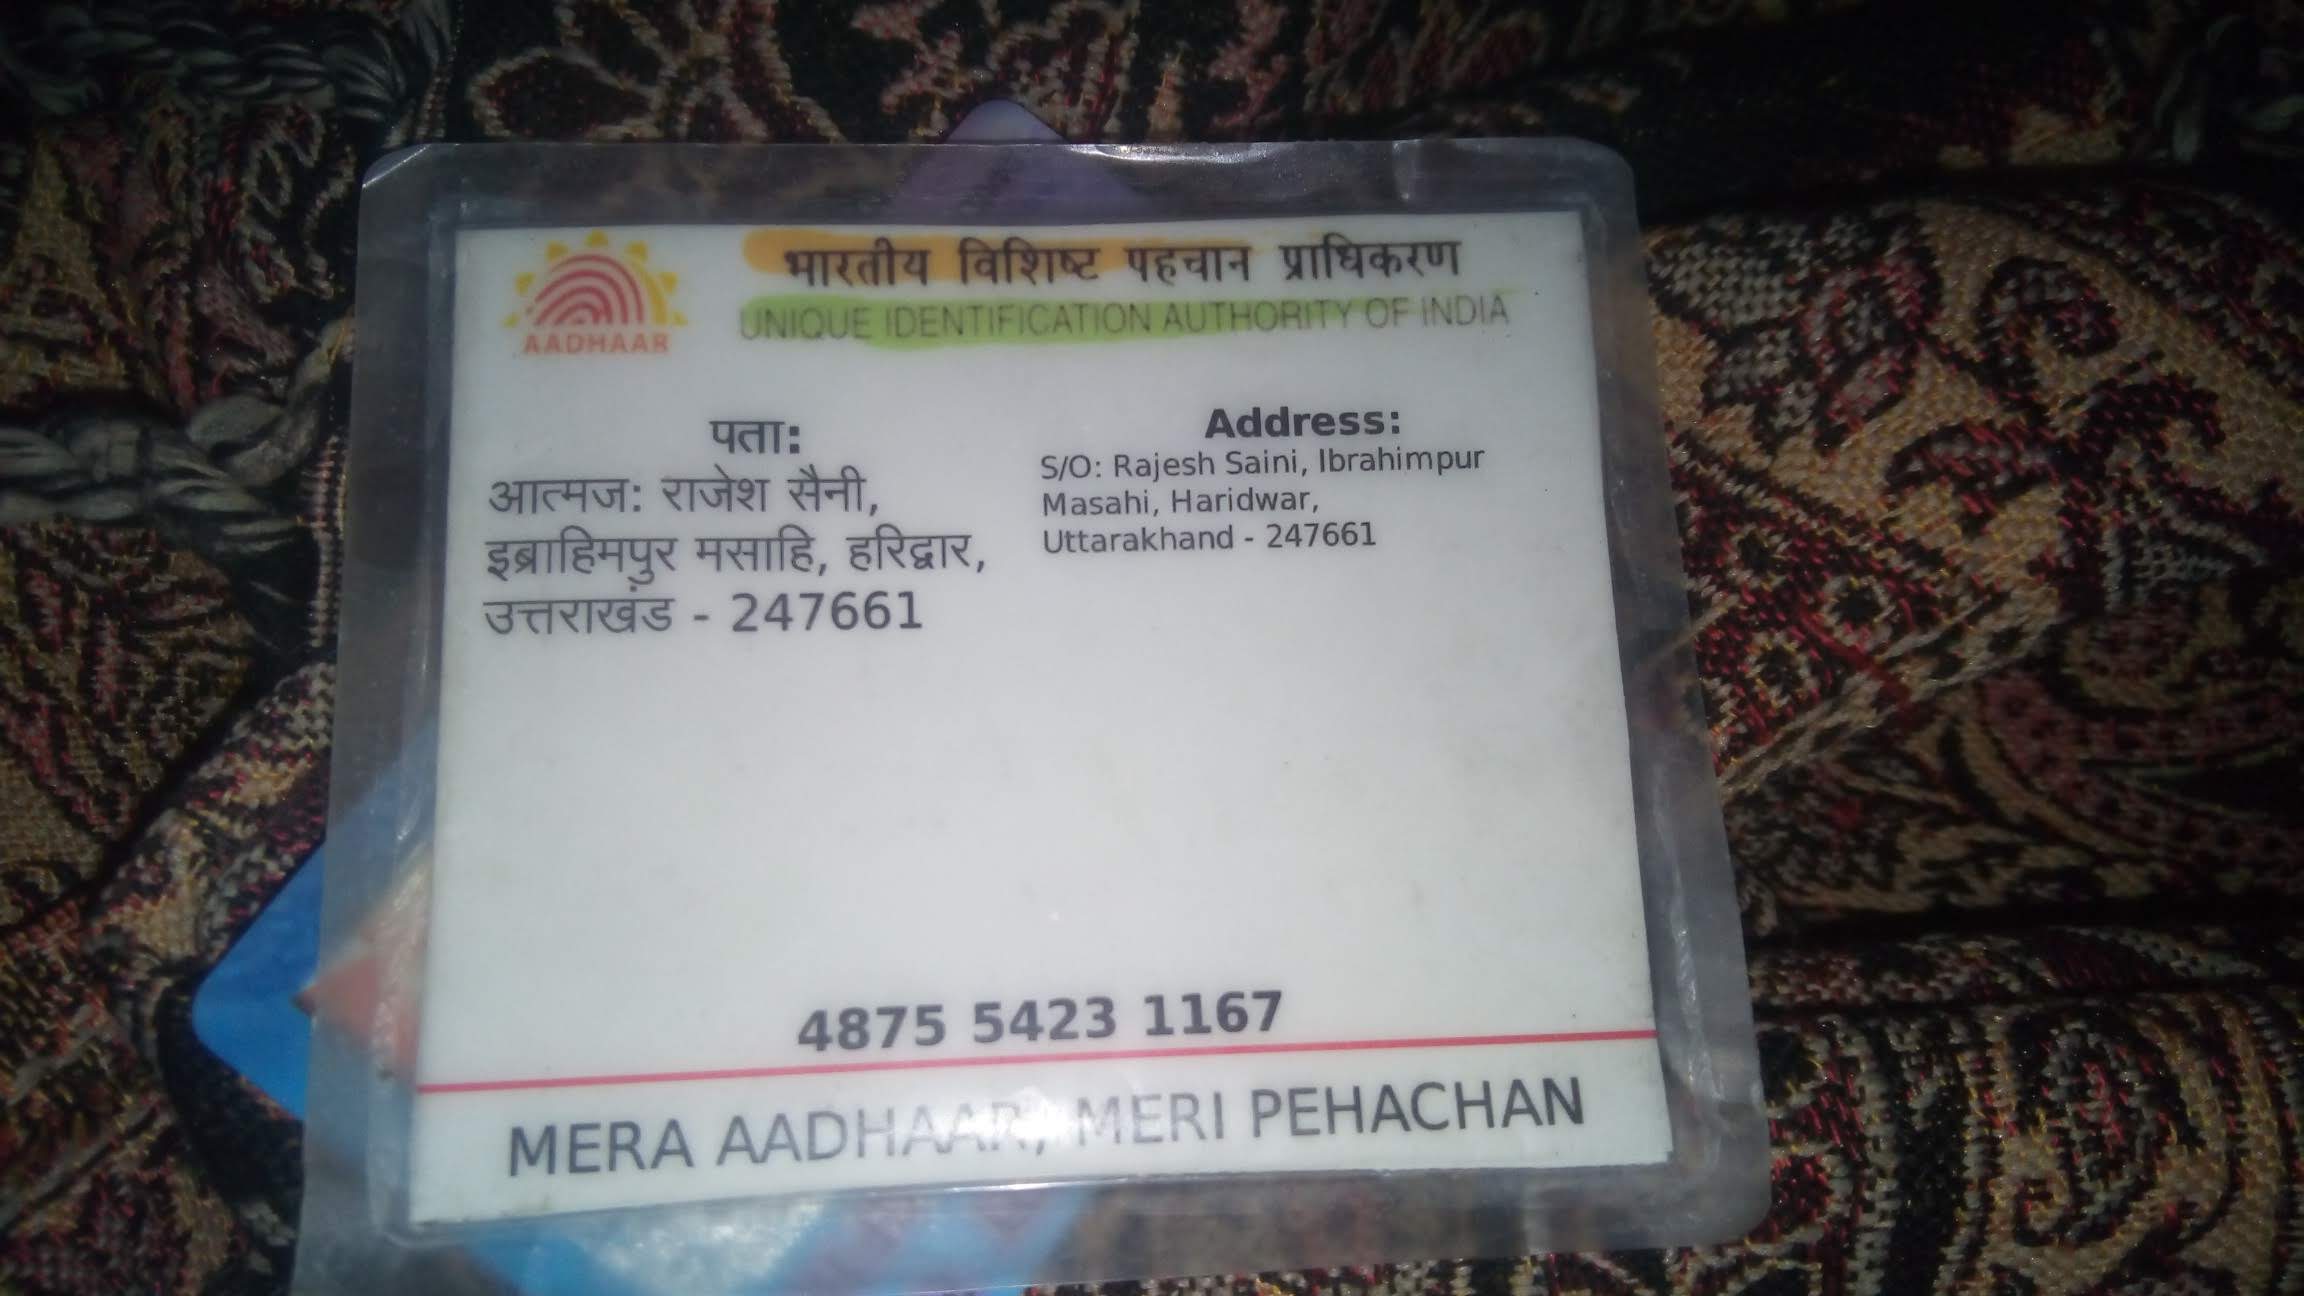 भारतीय विशिष्ट पहचान प्राधिकरण
UNIQUE IDENTIFICATION AUTHORITY OF INDIA
AADHAAR
पता:
आत्मज: राजेश सैनी,
इब्राहिमपुर मसाहि, हरिद्वार,
उत्तराखंड - 247661
Address:
S/O: Rajesh Saini, Ibrahimpur
Masahi, Haridwar,
Uttarakhand - 247661
4875 5423 1167
MERA AADHAAR, MERI PEHACHAN